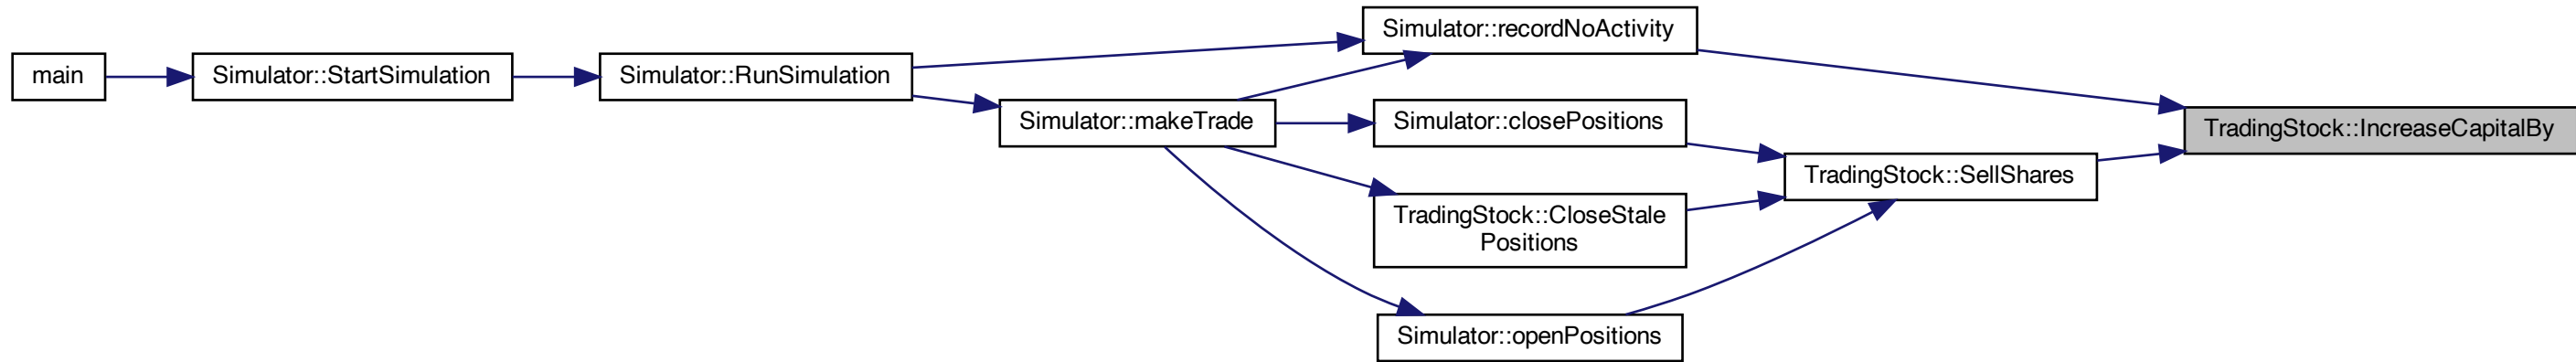 main
Simulator::StartSimulation
Simulator::RunSimulation
Simulator::makeTrade
Simulator::recordNoActivity
Simulator::closePositions
TradingStock::CloseStale
Positions
Simulator::openPositions
TradingStock::SellShares
TradingStock::IncreaseCapitalBy